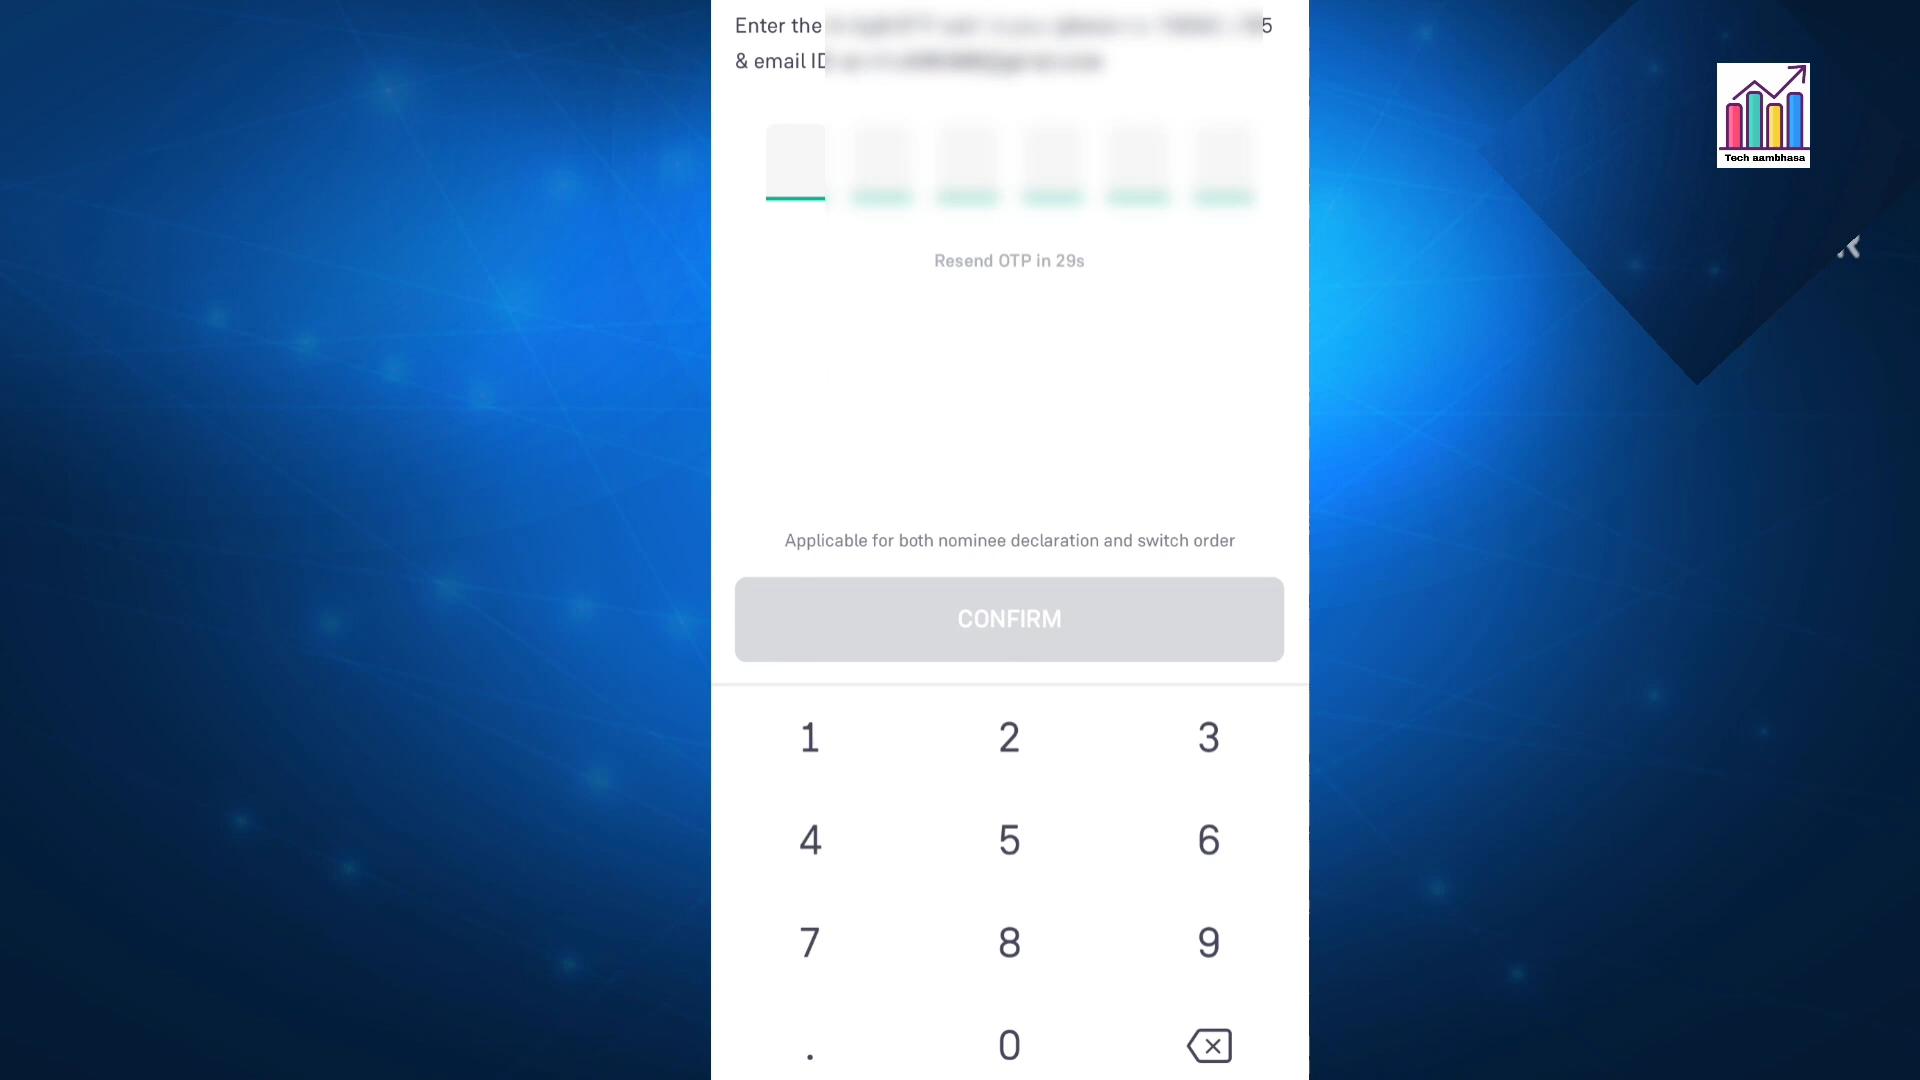 Enter the
& email ID
Resend OTP in 29s
Applicable for both nominee declaration and switch order
CONFIRM
1 2 3
4 5 6
7 8 9
. 0
Tech aambhasa